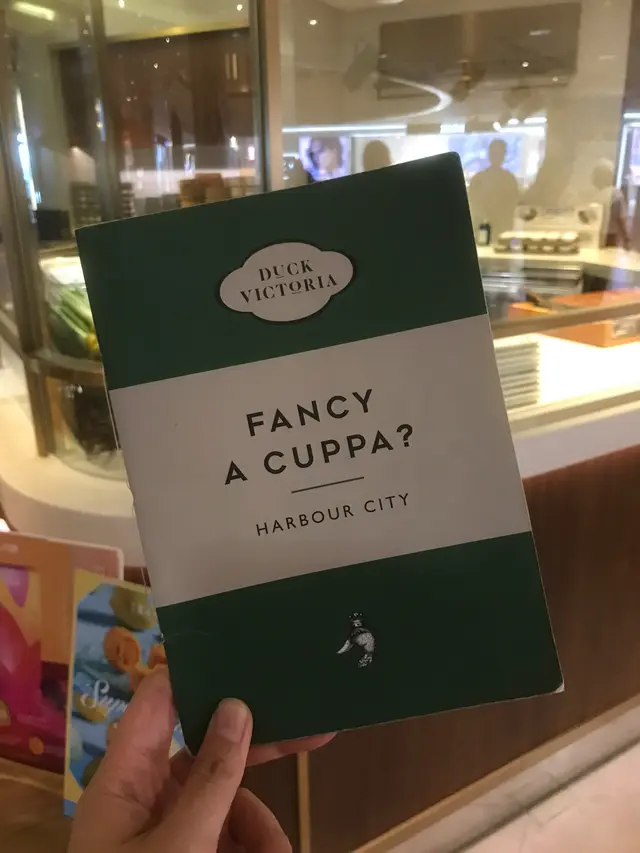 DUCK
VICTORIA
FANCY
A CUPPA?
HARBOUR CITY